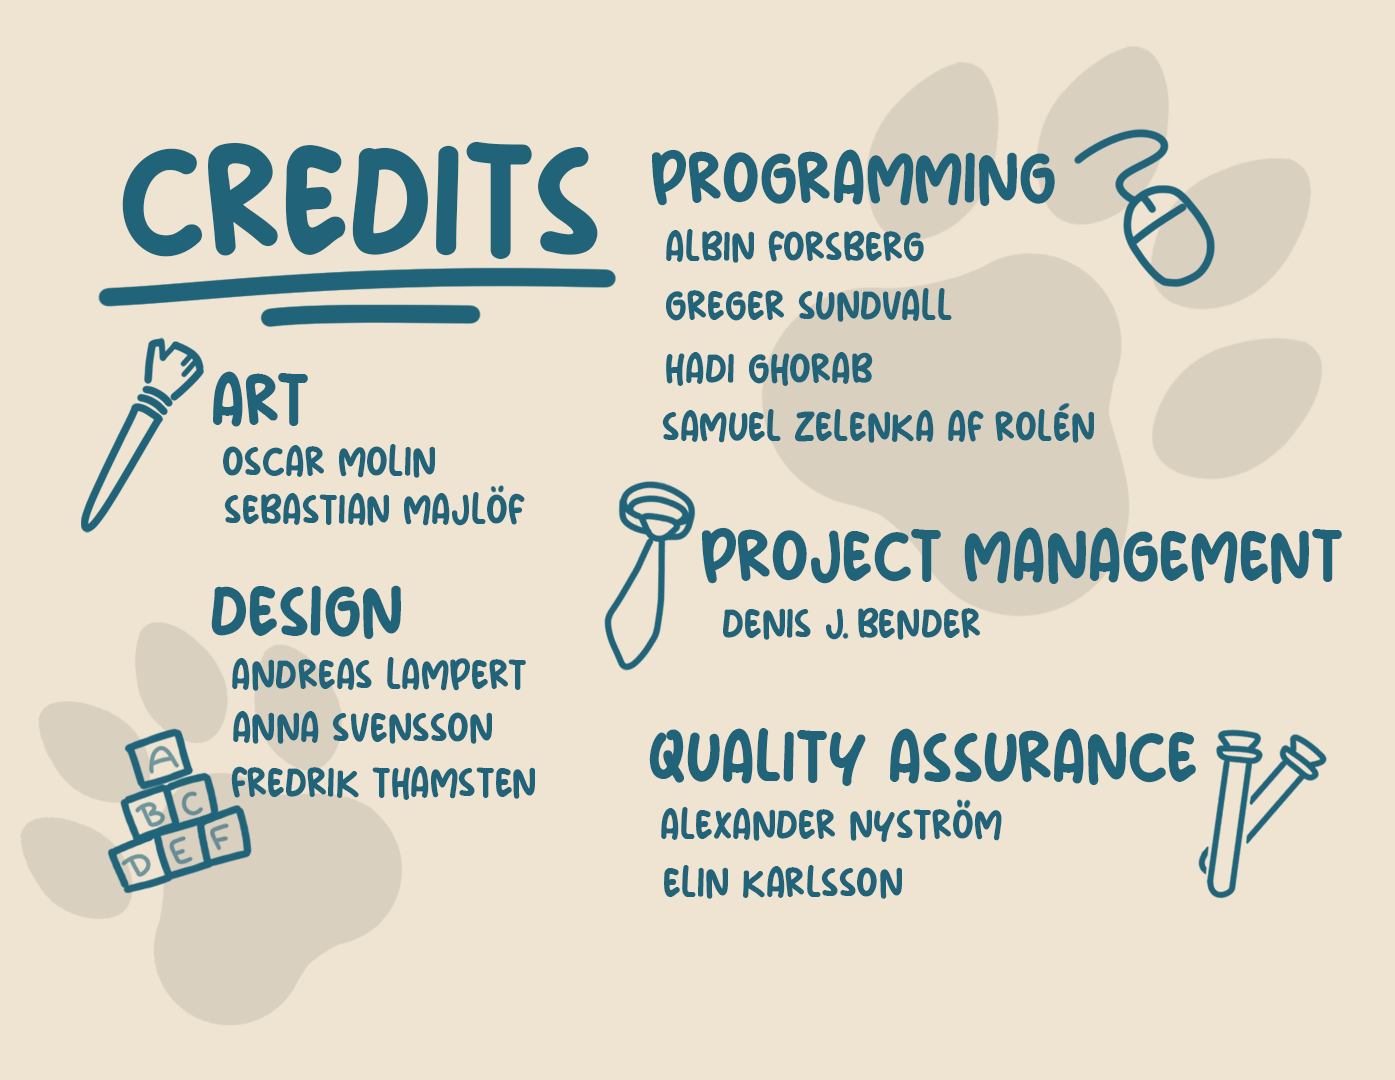 CREDITS
ART
OSCAR MOLIN
SEBASTIAN MAJLÖF
DESIGN
ANDREAS LAMPERT
ANNA SVENSSON
FREDRIK THAMSTEN
A
B C
D E F
PROGRAMMING
ALBIN FORSBERG
GREGER SUNDVALL
HADI GHORAB
SAMUEL ZELENKA AF ROLÉN
PROJECT MANAGEMENT
DENIS J. BENDER
QUALITY ASSURANCE
ALEXANDER NYSTRÖM
ELIN KARLSSON